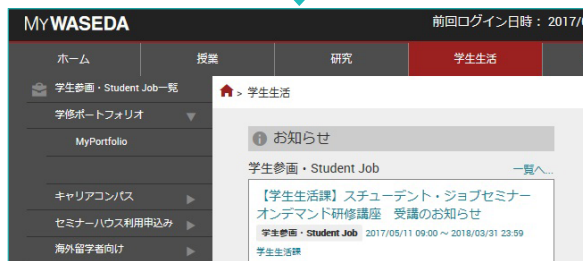 MyWASEDA
前回ログイン日時： 2017/
ホーム 授業 研究 学生生活
学生参画・Student Job一覧
学修ポートフォリオ
MyPortfolio
キャリアコンパス
セミナーハウス利用申込み
海外留学者向け
> 学生生活
お知らせ
学生参画・Student Job 一覧へ...
【学生生活課】スチューデント・ジョブセミナー
オンデマンド研修講座 受講のお知らせ
学生参画・Student Job 2017/05/11 09:00 ～ 2018/03/31 23:59
学生生活課